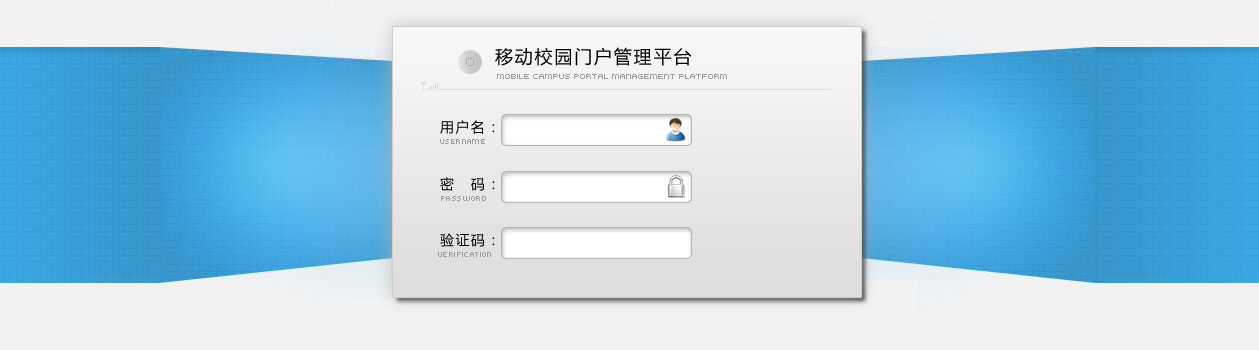 移动校园门户管理平台
MOBILE CAMPUS PORTAL MANAGEMENT PLATFORM
用户名：
USERNAME
密 码：
PASSWORD
验证码：
VERIFICATION